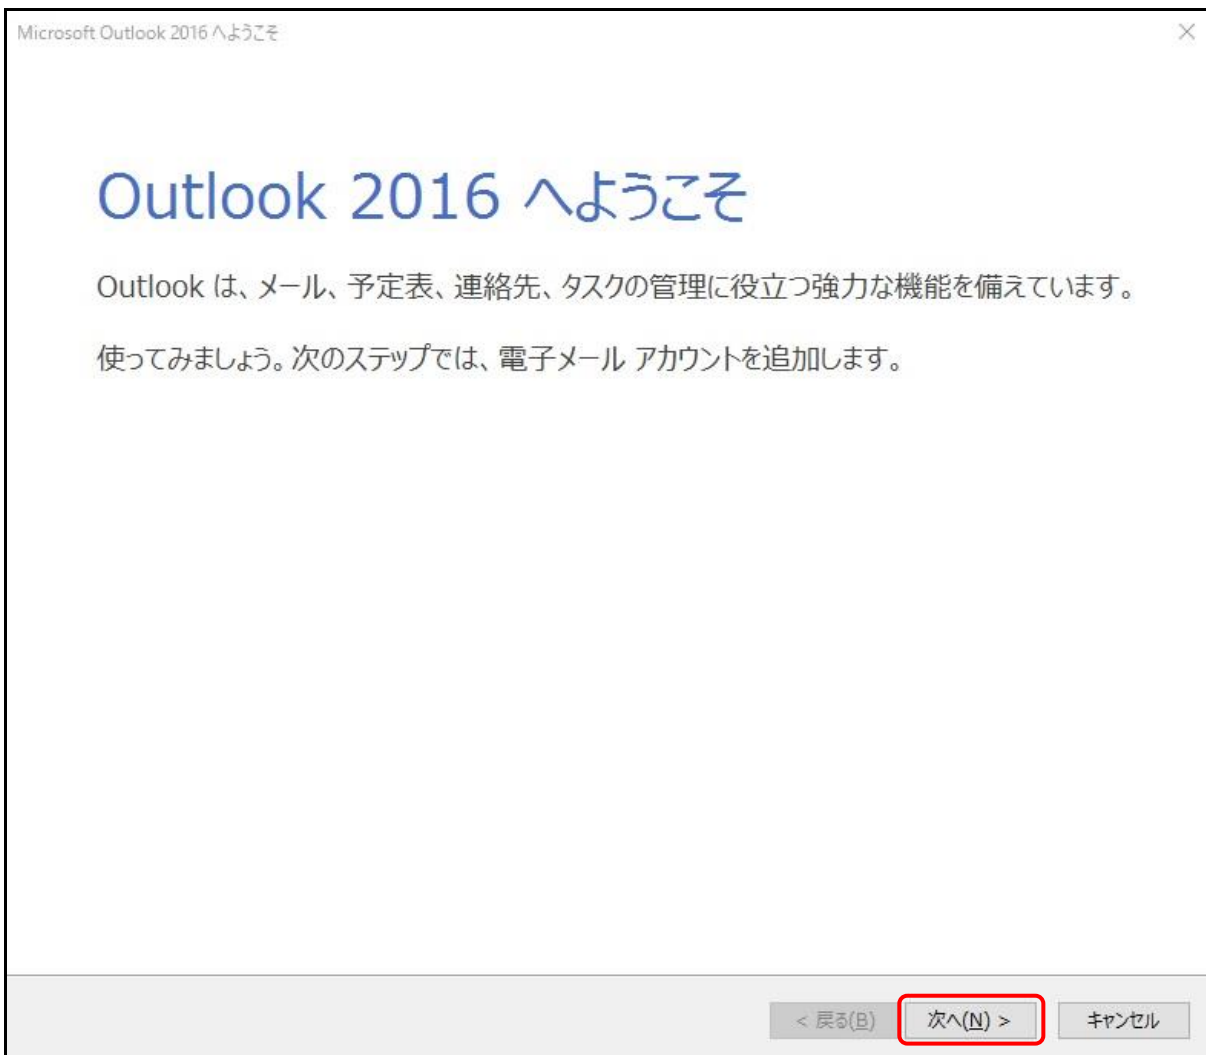 Microsoft Outlook 2016 へようこそ
Outlook 2016 へようこそ
Outlook は、メール、予定表、連絡先、タスクの管理に役立つ強力な機能を備えています。
使ってみましょう。次のステップでは、電子メール アカウントを追加します。
< 戻る(B) 次へ(N) > キャンセル